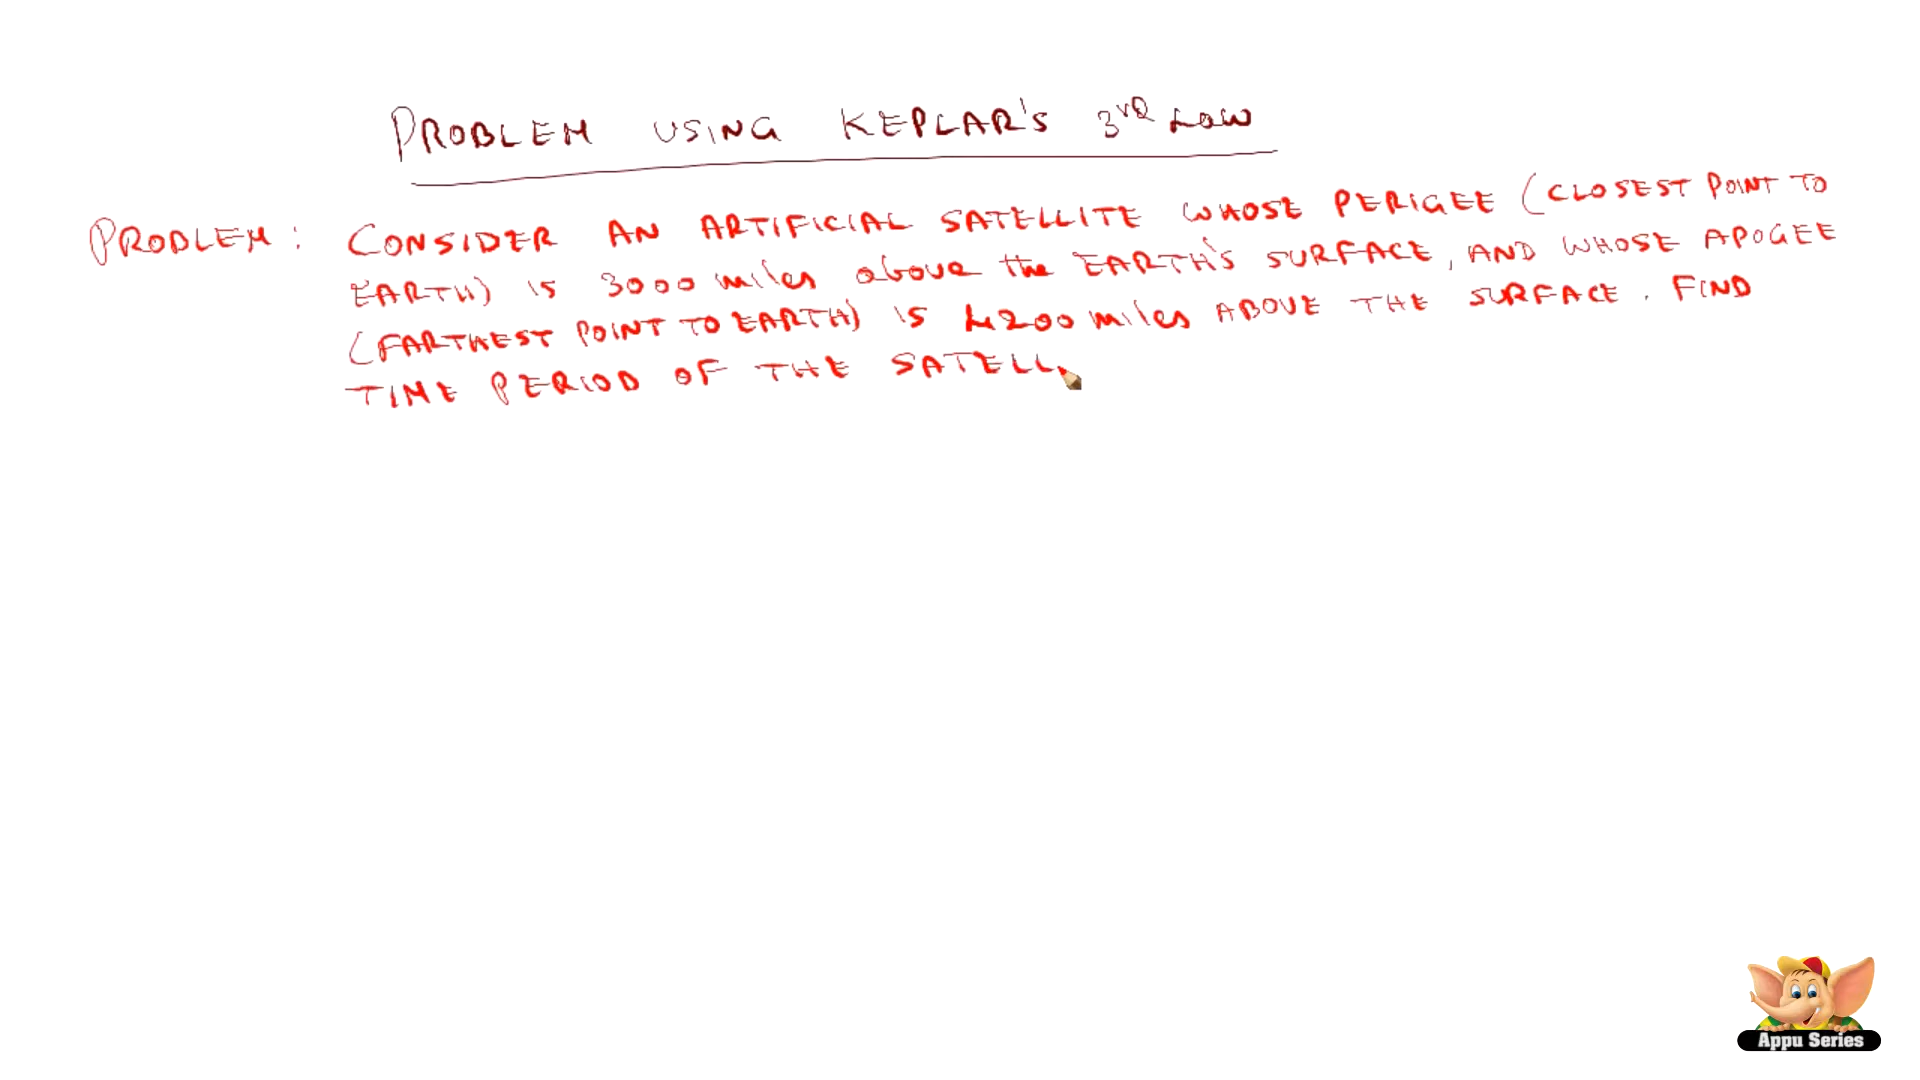 PROBLEM USING KEPLAR'S 3RD LAW
PROBLEM: CONSIDER AN ARTIFICIAL SATELLITE WHOSE PERIGEE (CLOSEST POINT TO
EARTH) IS 3000 miles above the EARTH'S SURFACE, AND WHOSE APOGEE
(FARTHEST POINT TO EARTH) IS 4200 miles ABOVE THE SURFACE. FIND
TIME PERIOD OF THE SATELL
Appu Series